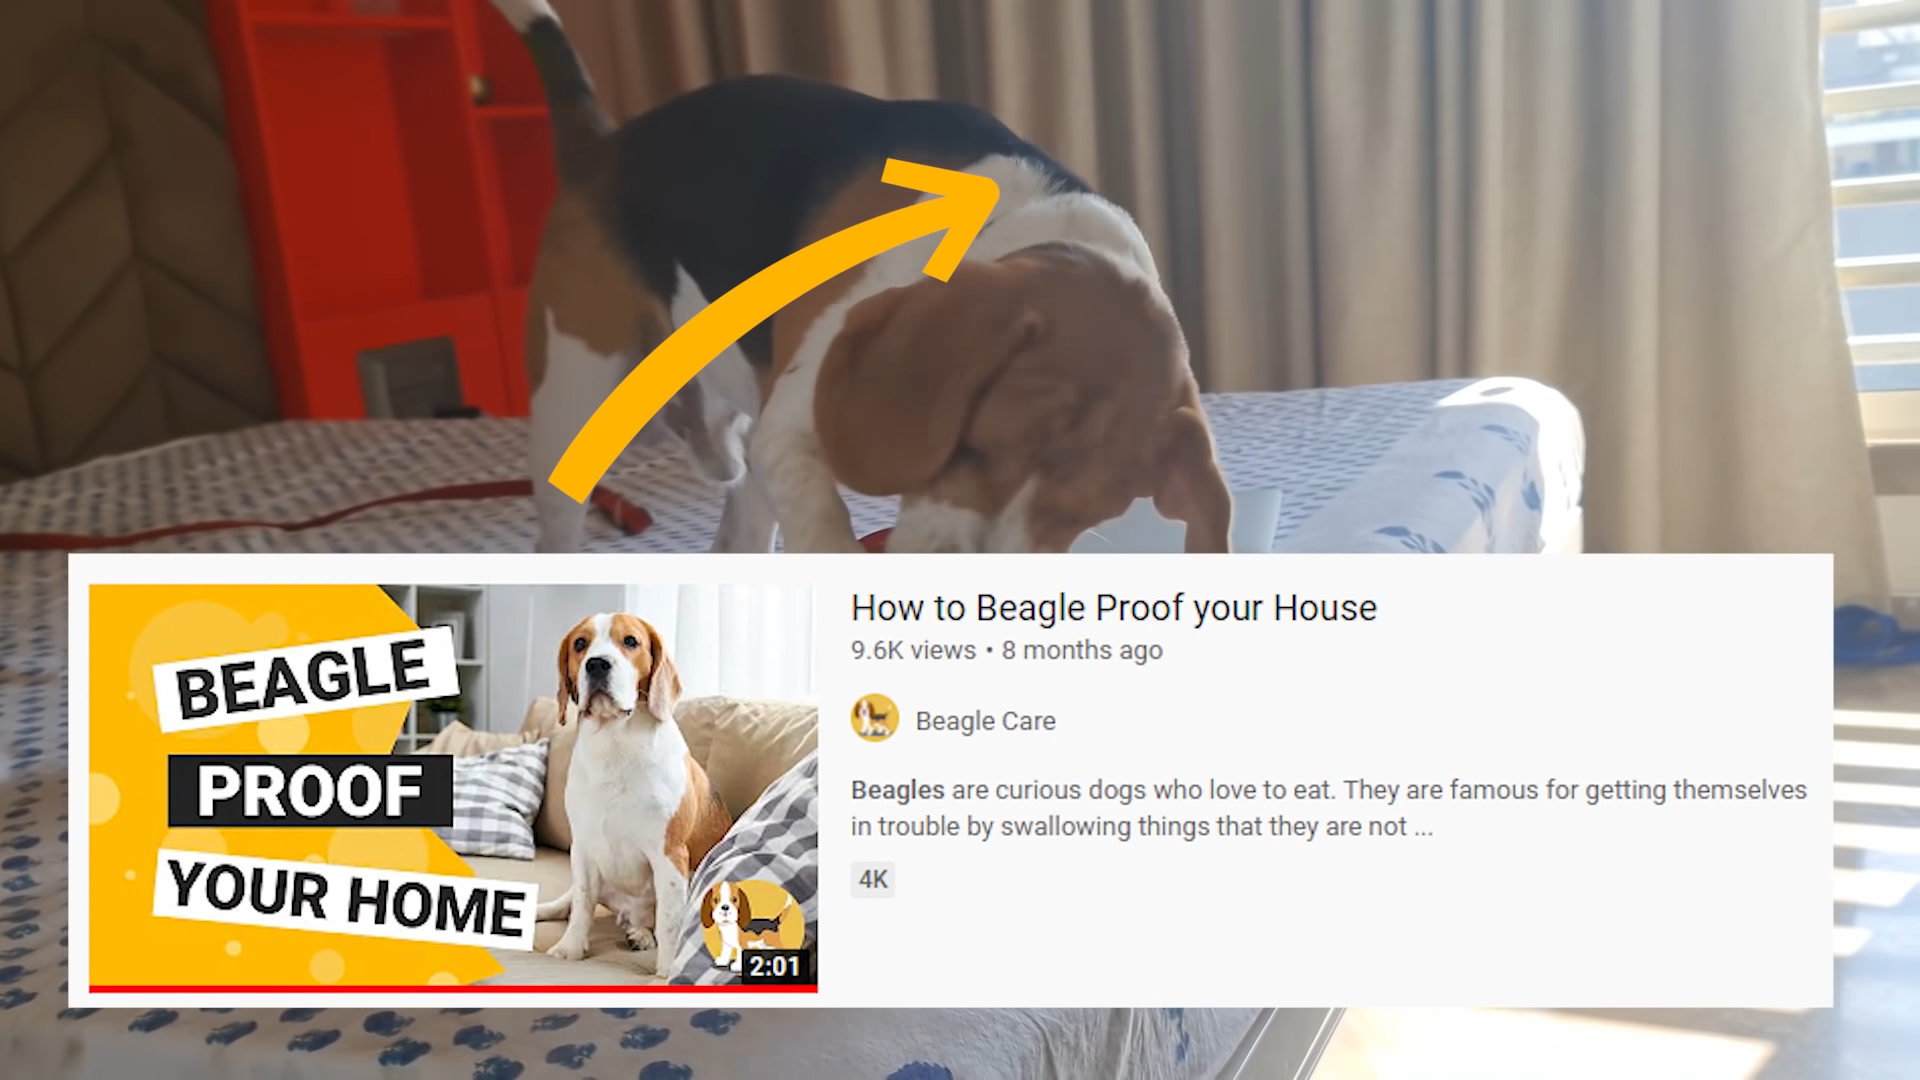 BEAGLE
PROOF
YOUR HOME
2:01
How to Beagle Proof your House
9.6K views • 8 months ago
Beagle Care
Beagles are curious dogs who love to eat. They are famous for getting themselves
in trouble by swallowing things that they are not ...
4K